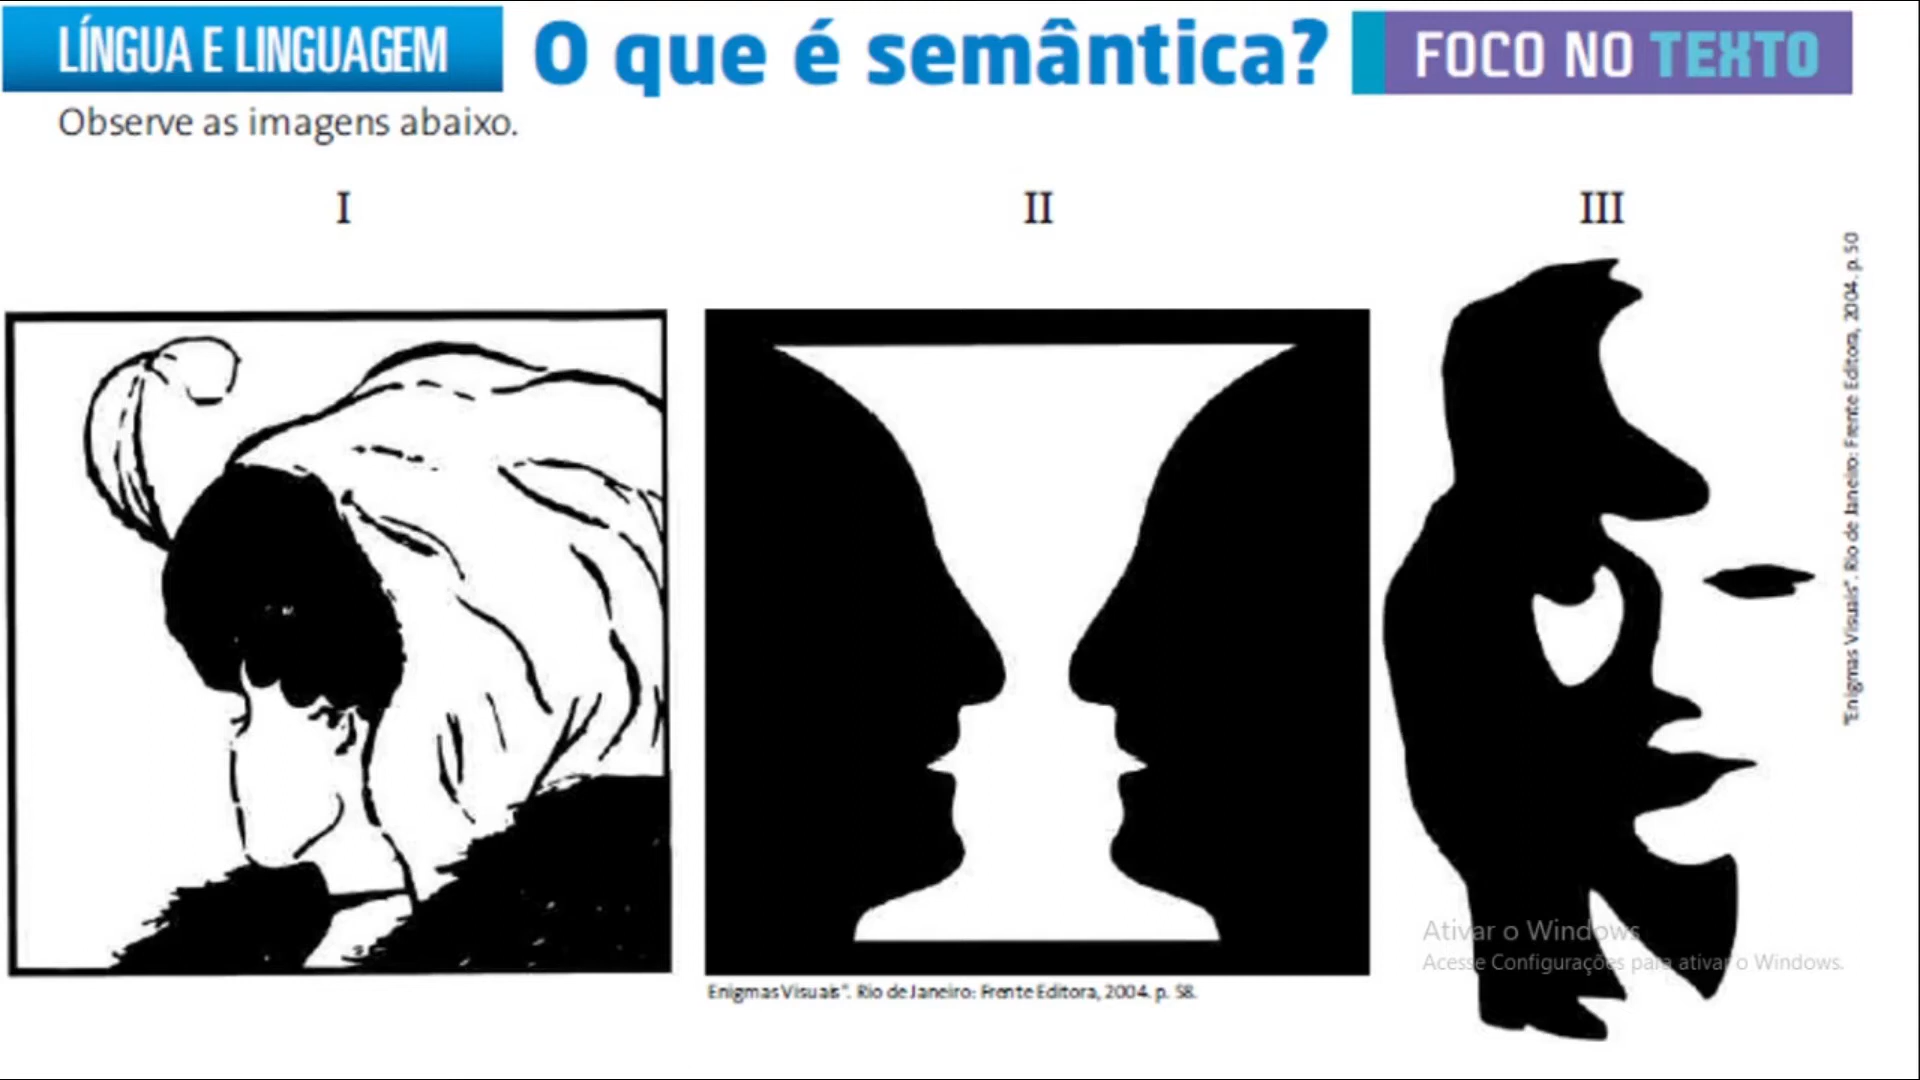 LÍNGUA E LINGUAGEM
O que é semântica?
FOCO NO TEXTO
Observe as imagens abaixo.
I
II
III
"Enigmas Visuais". Rio de Janeiro: Frente Editora, 2004. p. 50
Enigmas Visuais". Rio de Janeiro: Frente Editora, 2004. p. 58.
Ativar o Windows
Acesse Configurações para ativar o Windows.